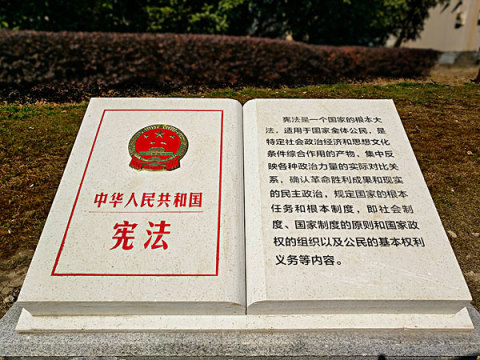 中华人民共和国
宪法
宪法是一个国家的根本大
法，适用于国家全体公民，是
特定社会政治经济和思想文化
条件综合作用的产物，集中反
映各种政治力量的实际对比关
系，确认革命胜利成果和现实
的民主政治，规定国家的根本
任务和根本制度，即社会制
度、国家制度的原则和国家政
权的组织以及公民的基本权利
义务等内容。